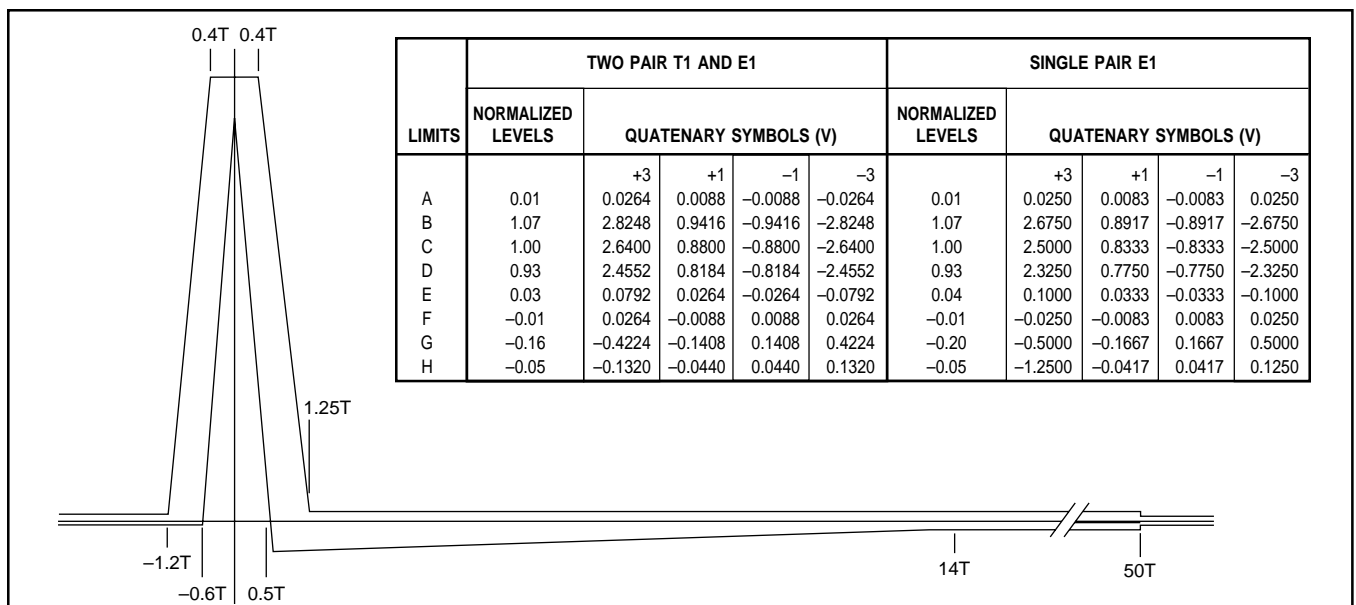 0.4T 0.4T
TWO PAIR T1 AND E1 SINGLE PAIR E1
LIMITS NORMALIZED LEVELS QUATENARY SYMBOLS (V) NORMALIZED LEVELS QUATENARY SYMBOLS (V)
+3 +1 –1 –3 +3 +1 –1 –3
A 0.01 0.0264 0.0088 –0.0088 –0.0264 0.01 0.0250 0.0083 –0.0083 0.0250
B 1.07 2.8248 0.9416 –0.9416 –2.8248 1.07 2.6750 0.8917 –0.8917 –2.6750
C 1.00 2.6400 0.8800 –0.8800 –2.6400 1.00 2.5000 0.8333 –0.8333 –2.5000
D 0.93 2.4552 0.8184 –0.8184 –2.4552 0.93 2.3250 0.7750 –0.7750 –2.3250
E 0.03 0.0792 0.0264 –0.0264 –0.0792 0.04 0.1000 0.0333 –0.0333 –0.1000
F –0.01 0.0264 –0.0088 0.0088 0.0264 –0.01 –0.0250 –0.0083 0.0083 0.0250
G –0.16 –0.4224 –0.1408 0.1408 0.4224 –0.20 –0.5000 –0.1667 0.1667 0.5000
H –0.05 –0.1320 –0.0440 0.0440 0.1320 –0.05 –1.2500 –0.0417 0.0417 0.1250
1.25T
–1.2T
14T
50T
–0.6T 0.5T